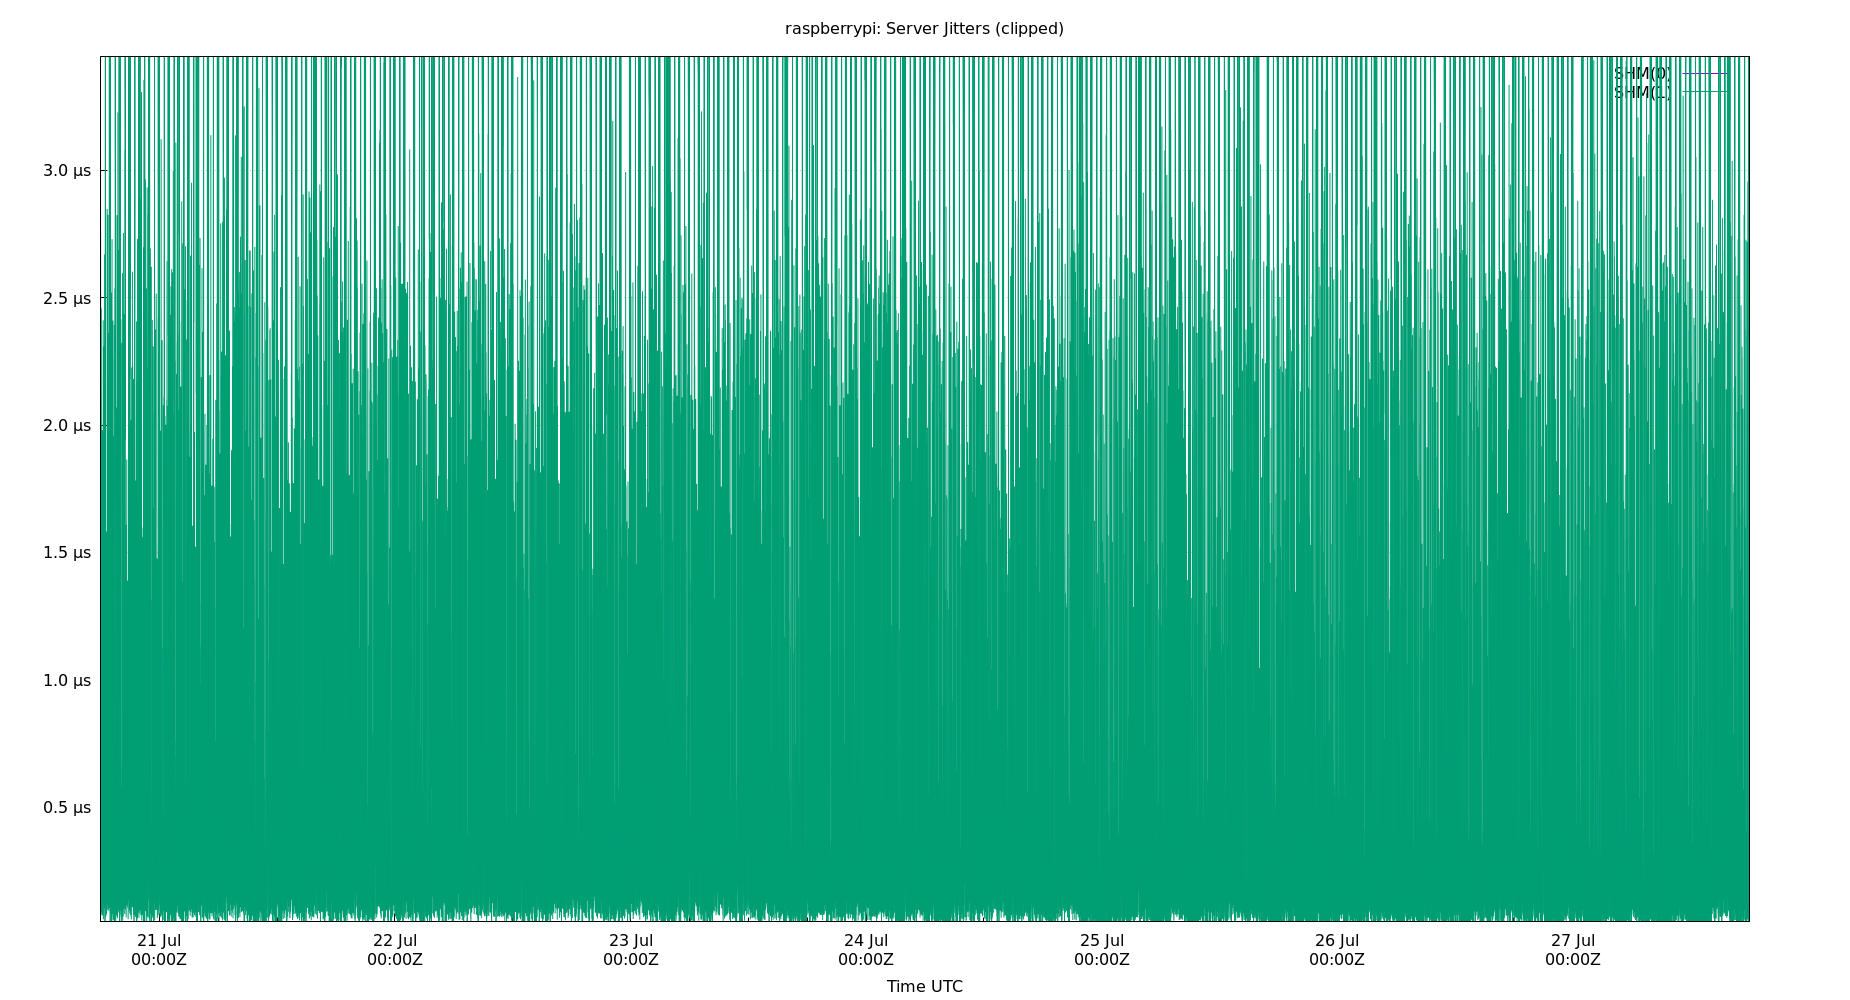 raspberrypi: Server Jitters (clipped)
SHM(0)
SHM(1)
3.0 µs
2.5 µs
2.0 µs
1.5 µs
1.0 µs
0.5 µs
21 Jul 22 Jul 23 Jul 24 Jul 25 Jul 26 Jul 27 Jul
00:00Z 00:00Z 00:00Z 00:00Z 00:00Z 00:00Z 00:00Z
Time UTC